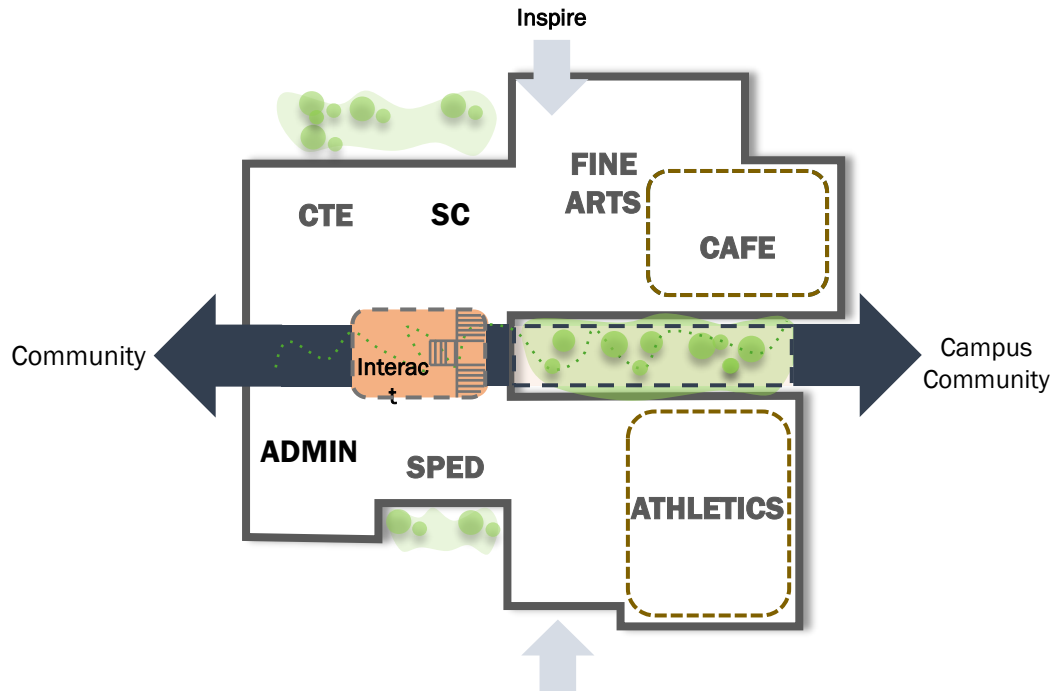 Inspire
FINE
ARTS
CTE
SC
CAFE
Community
Interac
t
Campus
Community
ADMIN
SPED
ATHLETICS